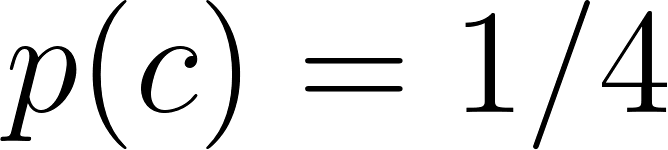 p(c) = 1/4